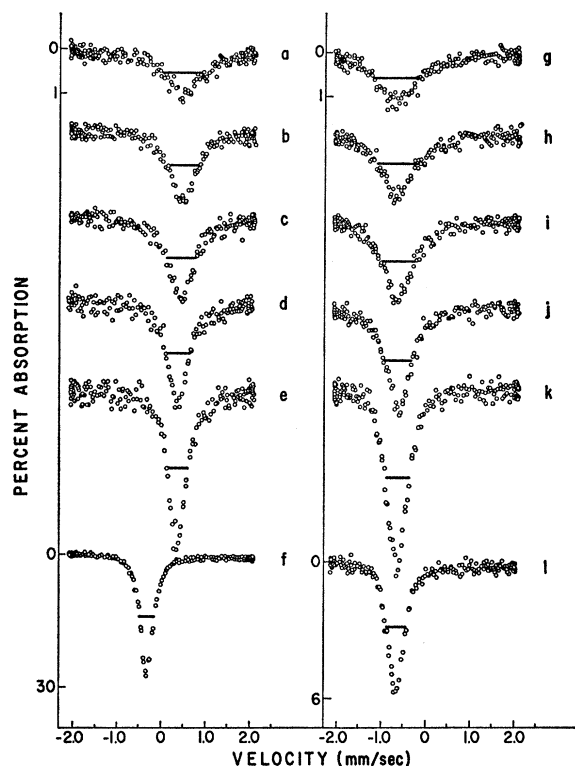 0
1
a
b
c
d
e
f
0
30
g
h
i
j
k
l
0
1
0
6
PERCENT ABSORPTION
-2.0 -1.0 0 1.0 2.0
-2.0 -1.0 0 1.0 2.0
VELOCITY (mm/sec)